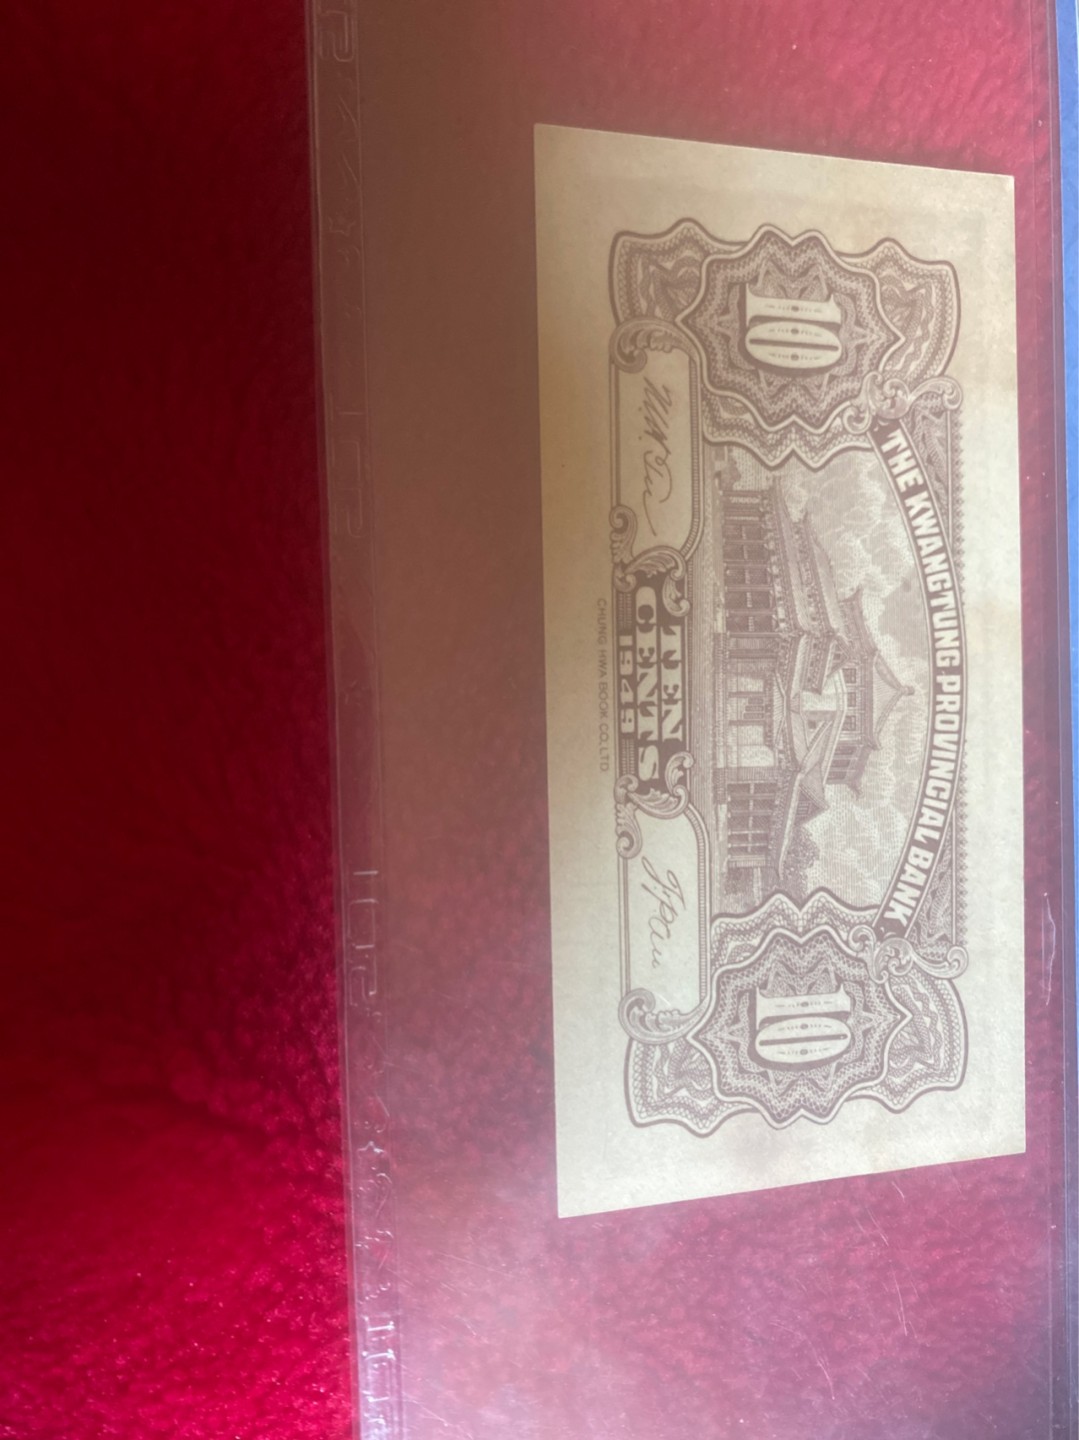 THE KWANGTUNG PROVINCIAL BANK
10
10
TEN
CENTS
1949
CHUNG HWA BOOK CO, LTD.